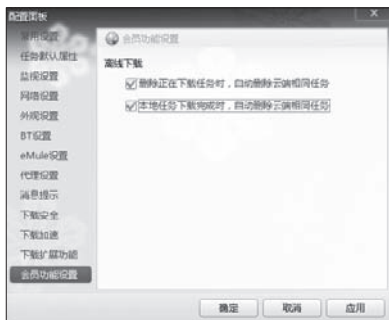 配置面板
常用设置
任务默认属性
监视设置
网络设置
外观设置
BT设置
eMule设置
代理设置
消息提示
下载安全
下载加速
下载扩展功能
会员功能设置
会员功能设置
离线下载
删除正在下载任务时，自动删除云端相同任务
本地任务下载完成时，自动删除云端相同任务
确定 取消 应用